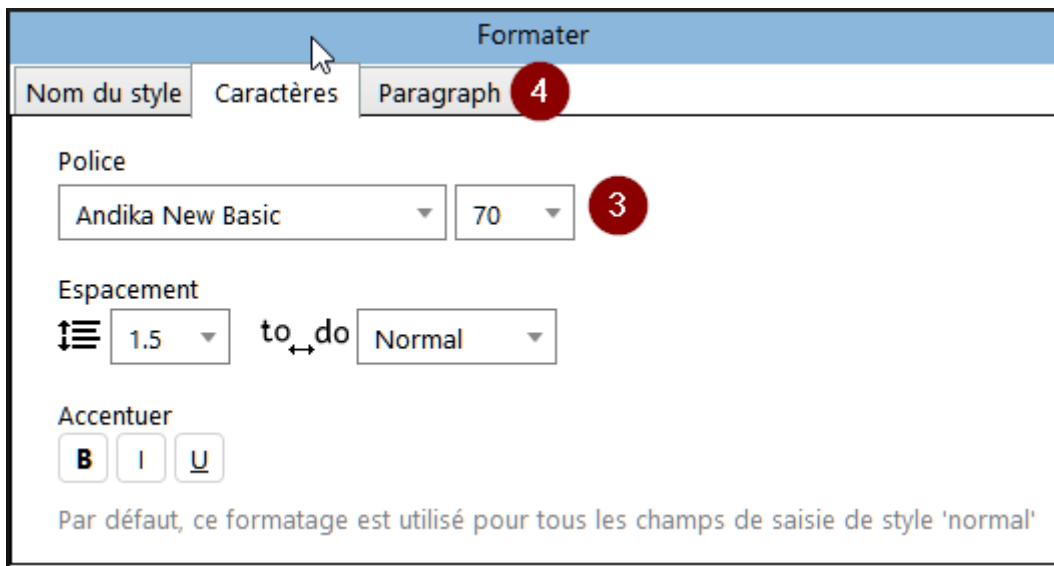 Formater
Nom du style Caractères Paragraph 4
Police
Andika New Basic 70 3
Espacement
1.5 to do Normal
Accentuer
B I U
Par défaut, ce formatage est utilisé pour tous les champs de saisie de style 'normal'